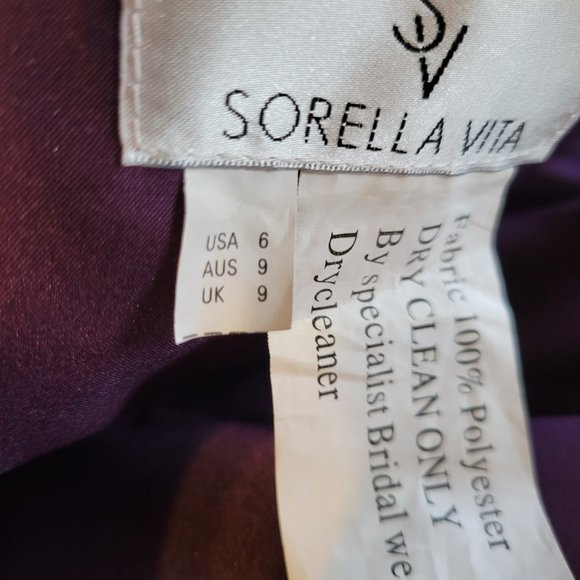 SV
SORELLA VITA
USA 6
AUS 9
UK 9
Fabric 100% Polyester
DRY CLEAN ONLY
By specialist Bridal we
Drycleaner